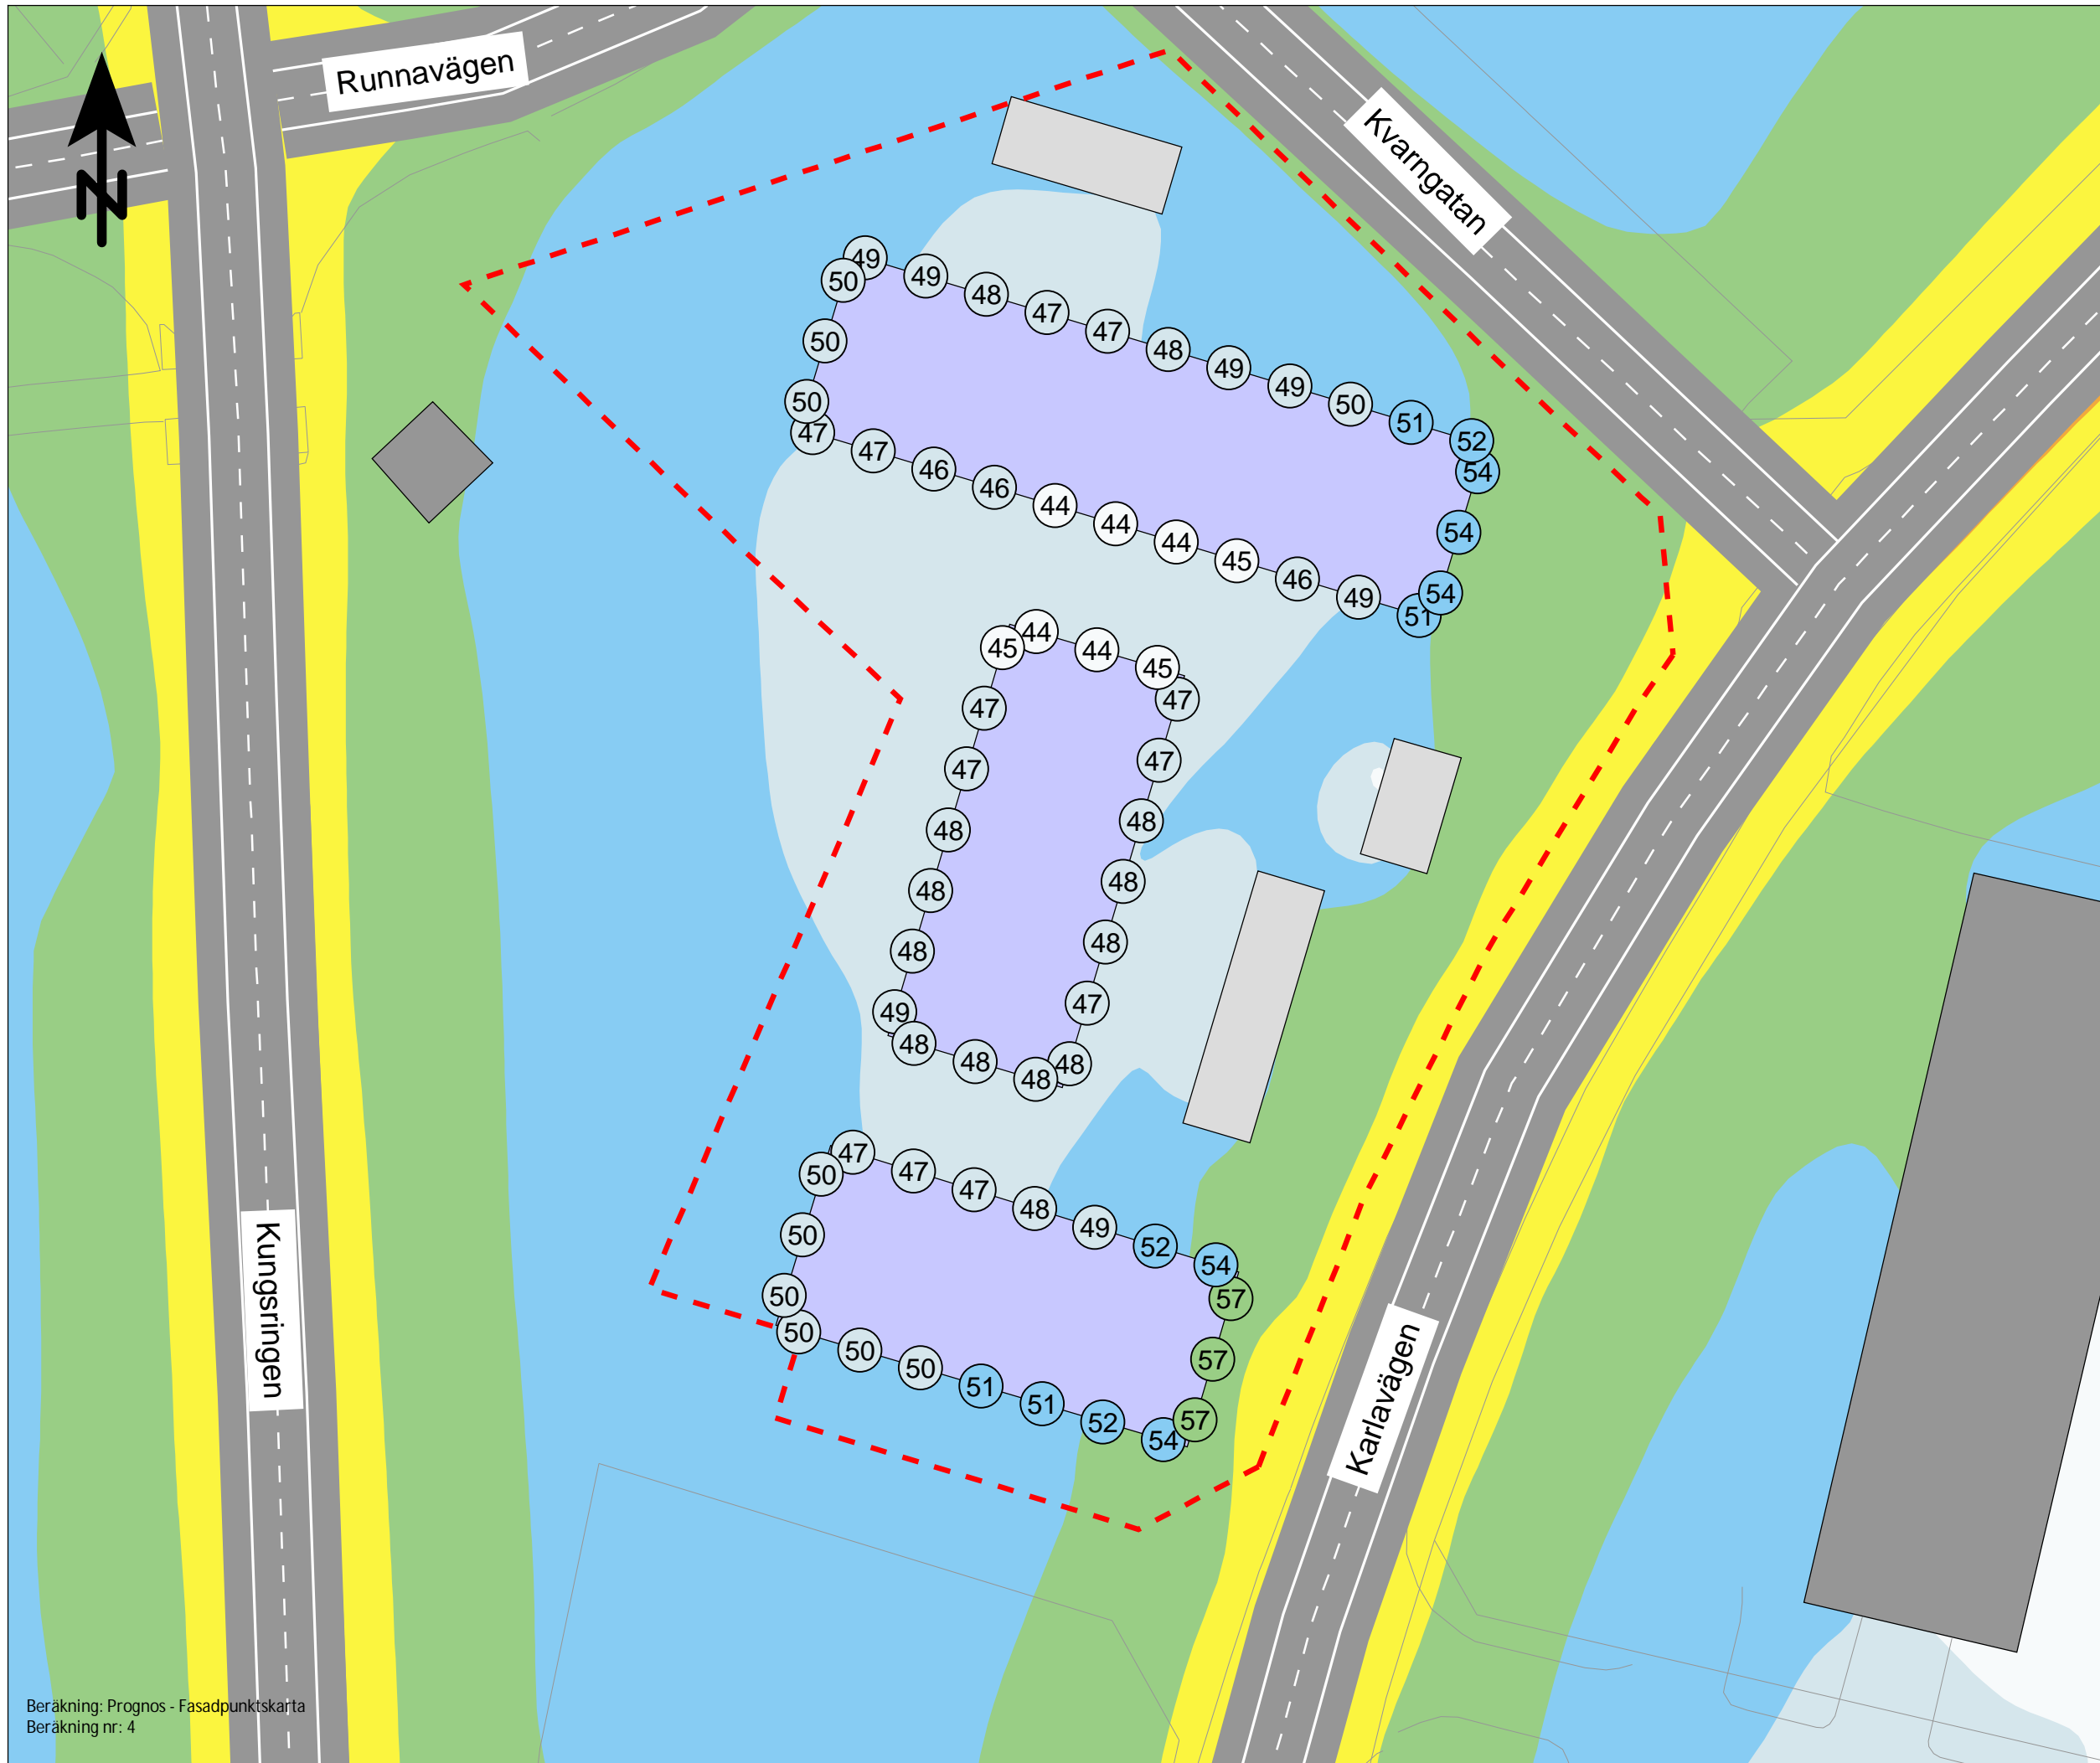 Runnavägen
Kvarngatan
N
49 49 48 47 47 48 49 49 50 51 52
50 50 50
54 54 54
47 47 46 46 44 44 44 45 46 49 51
45 44 44 45
47 47 48 48 48 49
47 47 48 48 48 47 48
48 48 48
47 47 47 48 49 52 54
50 50 50
57 57 57
50 50 50 51 51 52 54
Kungsringen
Karlavägen
Beräkning: Prognos - Fasadpunktskarta
Beräkning nr: 4